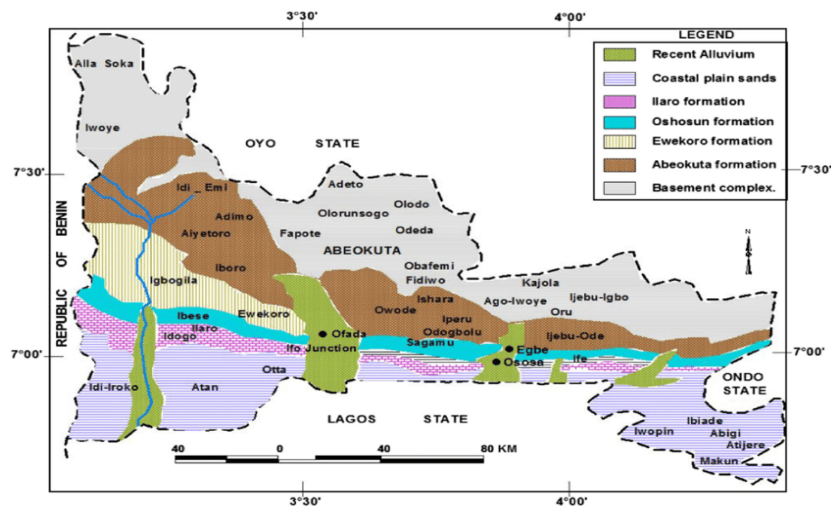 3°30' 4°00'
LEGEND
Recent Alluvium
Coastal plain sands
Ilaro formation
Oshosun formation
Ewekoro formation
Abeokuta formation
Basement complex.
Alla Soka
Iwoye
OYO STATE
7°30' 7°30'
Idi _ Emi
Adeto
Olodo
Olorunsogo
Adimo
Odeda
Aiyetoro
Fapote
ABEOKUTA
N
REPUBLIC OF BENIN
Iboro
Obafemi
Fidiwo
Igbogila
Kajola
Ishara
Ago-Iwoye
Ijebu-Igbo
Owode
Oru
Ibese
Ewekoro
Iperu
Ilaro
Ofada
Odogbolu
Ijebu-Ode
Idogo
Sagamu
Ifo Junction
Egbe
7°00' 7°00'
Ife
Ososa
Otta
ONDO
STATE
Idi-Iroko
Atan
LAGOS STATE
Ibiade
Iwopin
Abigi
Atijere
Makun
40 0 40 80 KM
3°30' 4°00'